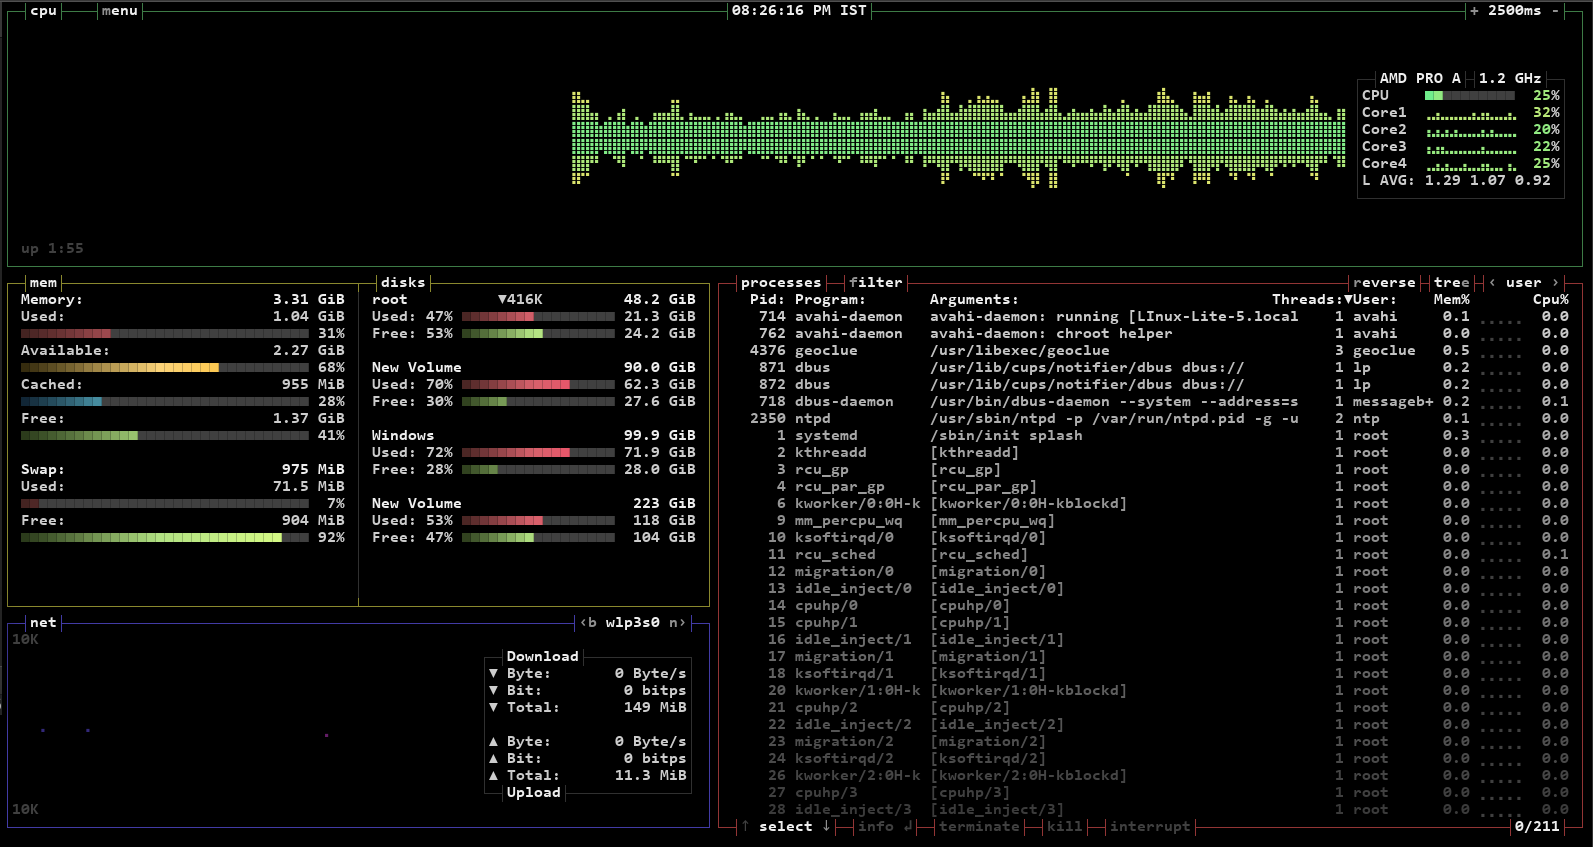 cpu menu 08:26:16 PM IST + 2500ms -
AMD PRO A 1.2 GHz
CPU 25%
Core1 32%
Core2 20%
Core3 22%
Core4 25%
L AVG: 1.29 1.07 0.92
up 1:55
mem
Memory: 3.31 GiB
Used: 1.04 GiB
31%
Available: 2.27 GiB
68%
Cached: 955 MiB
28%
Free: 1.37 GiB
41%
Swap: 975 MiB
Used: 71.5 MiB
7%
Free: 904 MiB
92%
disks
root ▼416K 48.2 GiB
Used: 47% 21.3 GiB
Free: 53% 24.2 GiB
New Volume 90.0 GiB
Used: 70% 62.3 GiB
Free: 30% 27.6 GiB
Windows 99.9 GiB
Used: 72% 71.9 GiB
Free: 28% 28.0 GiB
New Volume 223 GiB
Used: 53% 118 GiB
Free: 47% 104 GiB
net ‹b wlp3s0 n›
10K
Download
▼ Byte: 0 Byte/s
▼ Bit: 0 bitps
▼ Total: 149 MiB
▲ Byte: 0 Byte/s
▲ Bit: 0 bitps
▲ Total: 11.3 MiB
Upload
10K
processes filter reverse tree ‹ user ›
Pid: Program: Arguments: Threads:▼User: Mem% Cpu%
714 avahi-daemon avahi-daemon: running [LInux-Lite-5.local 1 avahi 0.1 ..... 0.0
762 avahi-daemon avahi-daemon: chroot helper 1 avahi 0.0 ..... 0.0
4376 geoclue /usr/libexec/geoclue 3 geoclue 0.5 ..... 0.0
871 dbus /usr/lib/cups/notifier/dbus dbus:// 1 lp 0.2 ..... 0.0
872 dbus /usr/lib/cups/notifier/dbus dbus:// 1 lp 0.2 ..... 0.0
718 dbus-daemon /usr/bin/dbus-daemon --system --address=s 1 messageb+ 0.2 ..... 0.1
2350 ntpd /usr/sbin/ntpd -p /var/run/ntpd.pid -g -u 2 ntp 0.1 ..... 0.0
1 systemd /sbin/init splash 1 root 0.3 ..... 0.0
2 kthreadd [kthreadd] 1 root 0.0 ..... 0.0
3 rcu_gp [rcu_gp] 1 root 0.0 ..... 0.0
4 rcu_par_gp [rcu_par_gp] 1 root 0.0 ..... 0.0
6 kworker/0:0H-k [kworker/0:0H-kblockd] 1 root 0.0 ..... 0.0
9 mm_percpu_wq [mm_percpu_wq] 1 root 0.0 ..... 0.0
10 ksoftirqd/0 [ksoftirqd/0] 1 root 0.0 ..... 0.0
11 rcu_sched [rcu_sched] 1 root 0.0 ..... 0.1
12 migration/0 [migration/0] 1 root 0.0 ..... 0.0
13 idle_inject/0 [idle_inject/0] 1 root 0.0 ..... 0.0
14 cpuhp/0 [cpuhp/0] 1 root 0.0 ..... 0.0
15 cpuhp/1 [cpuhp/1] 1 root 0.0 ..... 0.0
16 idle_inject/1 [idle_inject/1] 1 root 0.0 ..... 0.0
17 migration/1 [migration/1] 1 root 0.0 ..... 0.0
18 ksoftirqd/1 [ksoftirqd/1] 1 root 0.0 ..... 0.0
20 kworker/1:0H-k [kworker/1:0H-kblockd] 1 root 0.0 ..... 0.0
21 cpuhp/2 [cpuhp/2] 1 root 0.0 ..... 0.0
22 idle_inject/2 [idle_inject/2] 1 root 0.0 ..... 0.0
23 migration/2 [migration/2] 1 root 0.0 ..... 0.0
24 ksoftirqd/2 [ksoftirqd/2] 1 root 0.0 ..... 0.0
26 kworker/2:0H-k [kworker/2:0H-kblockd] 1 root 0.0 ..... 0.0
27 cpuhp/3 [cpuhp/3] 1 root 0.0 ..... 0.0
28 idle_inject/3 [idle_inject/3] 1 root 0.0 ..... 0.0
↑ select ↓ info ↲ terminate kill interrupt 0/211